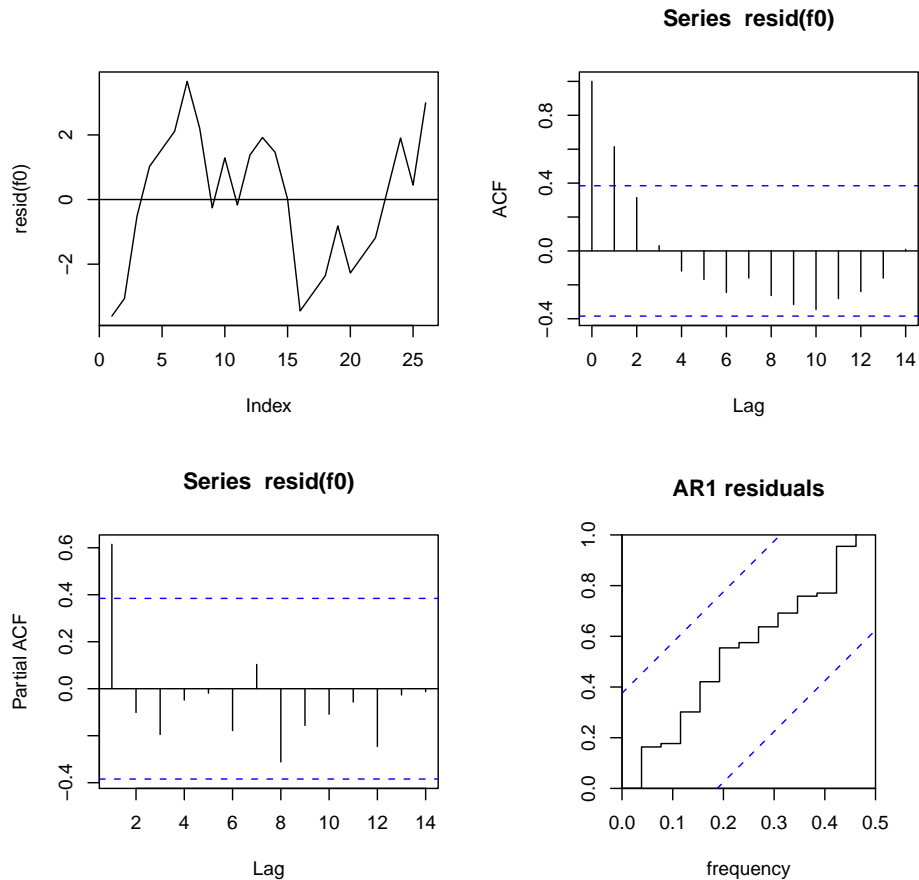 resid(f0)
2
0
−2
0 5 10 15 20 25
Index
Series resid(f0)
ACF
0.8
0.4
0.0
−0.4
0 2 4 6 8 10 12 14
Lag
Series resid(f0)
Partial ACF
0.6
0.4
0.2
0.0
−0.4
2 4 6 8 10 12 14
Lag
AR1 residuals
1.0
0.8
0.6
0.4
0.2
0.0
0.0 0.1 0.2 0.3 0.4 0.5
frequency